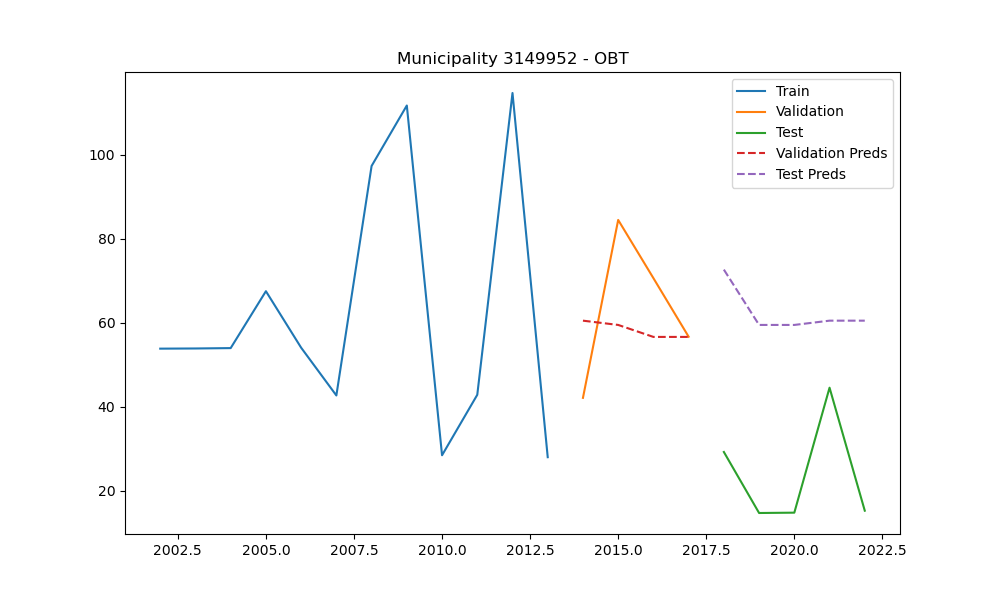 Municipality 3149952 - OBT
Train
Validation
Test
Validation Preds
Test Preds
100
80
60
40
20
2002.5 2005.0 2007.5 2010.0 2012.5 2015.0 2017.5 2020.0 2022.5